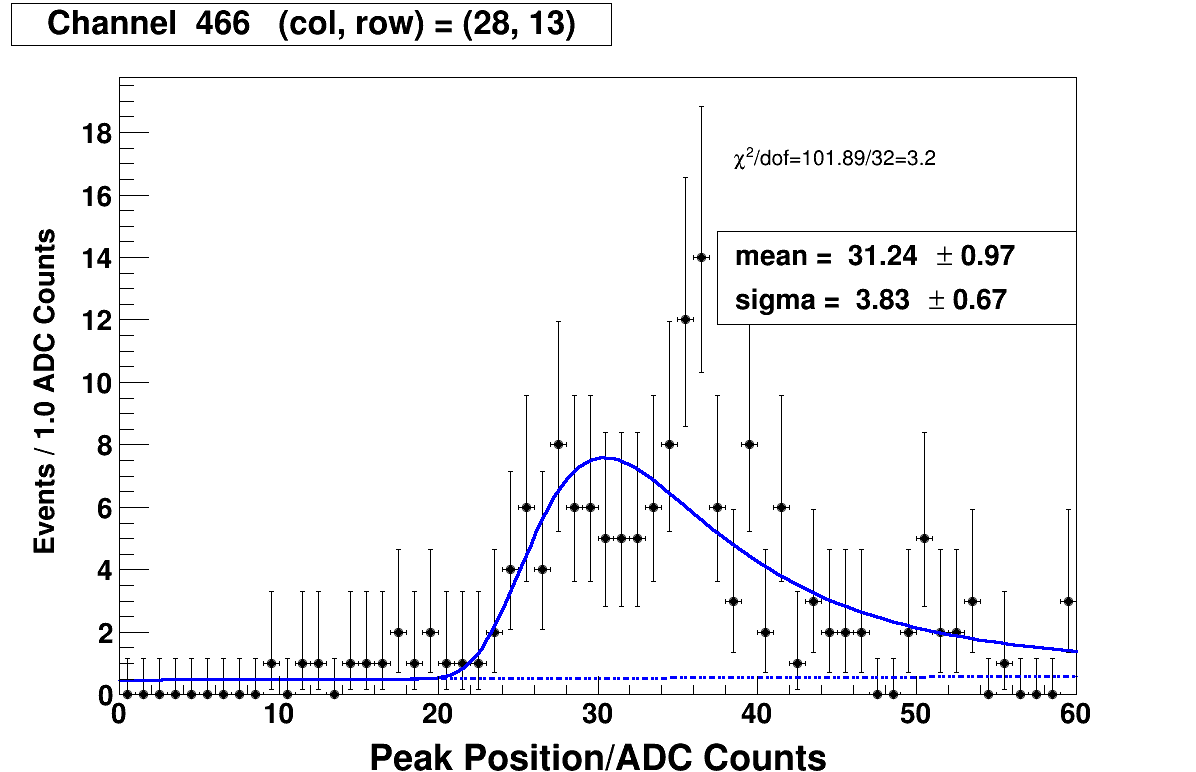 Channel 466 (col, row) = (28, 13)
χ²/dof=101.89/32=3.2
mean = 31.24 ± 0.97
sigma = 3.83 ± 0.67
Events / 1.0 ADC Counts
18
16
14
12
10
8
6
4
2
0
0 10 20 30 40 50 60
Peak Position/ADC Counts